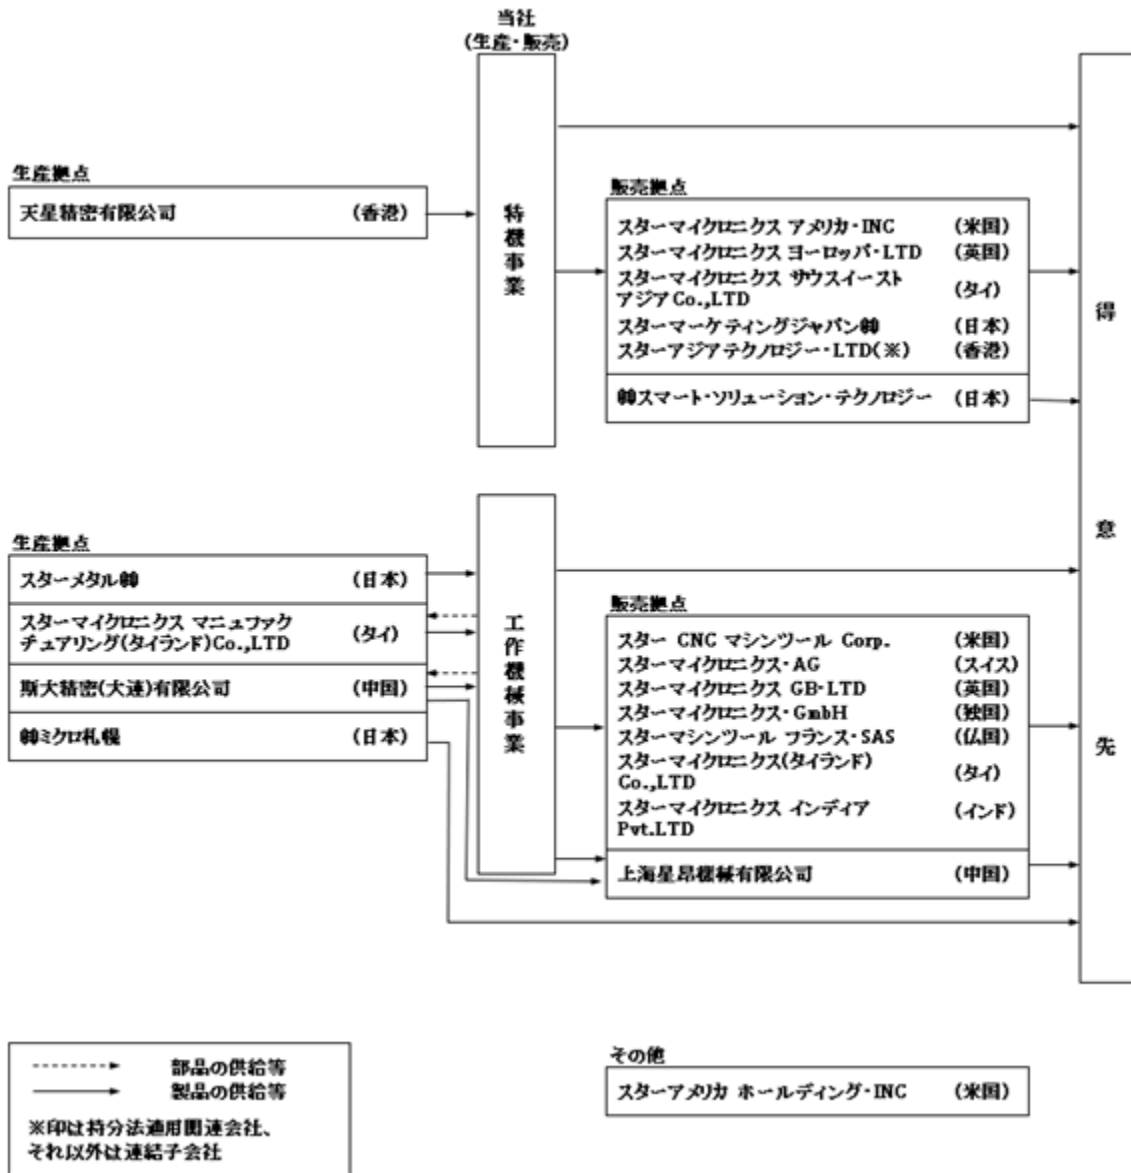 当社
(生産・販売)
生産拠点
天星精密有限公司 (香港)
特機事業
販売拠点
スターマイクロニクス アメリカ・INC (米国)
スターマイクロニクス ヨーロッパ・LTD (英国)
スターマイクロニクス サウスイースト
アジアCo.,LTD (タイ)
スターマーケティングジャパン㈱ (日本)
スターアジアテクノロジー・LTD(※) (香港)
㈱スマート・ソリューション・テクノロジー (日本)
得意先
生産拠点
スターメタル㈱ (日本)
スターマイクロニクス マニュファク
チュアリング(タイランド)Co.,LTD (タイ)
斯大精密(大連)有限公司 (中国)
㈱ミクロ札幌 (日本)
工作機械事業
販売拠点
スター CNC マシンツール Corp. (米国)
スターマイクロニクス・AG (スイス)
スターマイクロニクス GB・LTD (英国)
スターマイクロニクス・GmbH (独国)
スターマシンツール フランス・SAS (仏国)
スターマイクロニクス(タイランド)
Co.,LTD (タイ)
スターマイクロニクス インディア
Pvt.LTD (インド)
上海星昂機械有限公司 (中国)
部品の供給等
製品の供給等
※印は持分法適用関連会社、
それ以外は連結子会社
その他
スターアメリカ ホールディング・INC (米国)